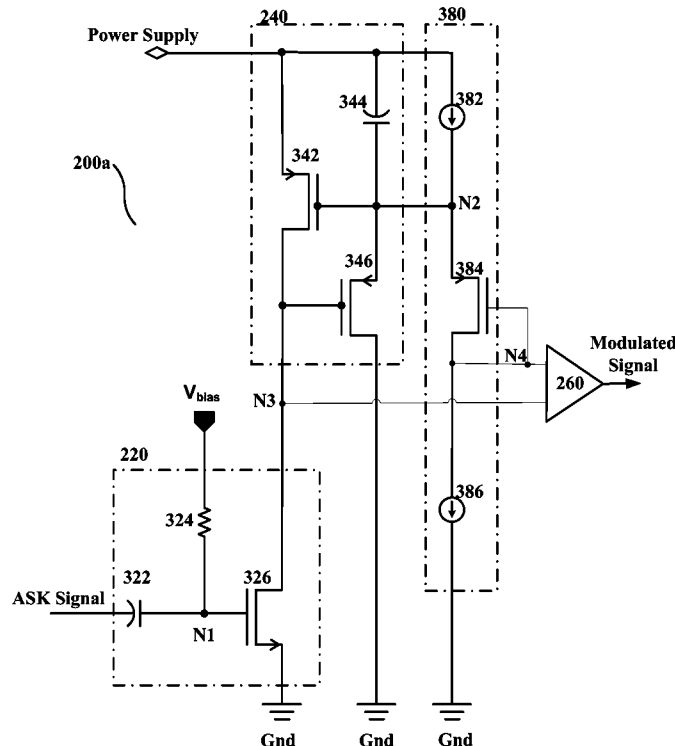 240
380
Power Supply
344
382
342
200a
N2
346
384
Modulated
Signal
N4
260
Vbias
N3
220
386
324
322
326
ASK Signal
N1
Gnd
Gnd
Gnd